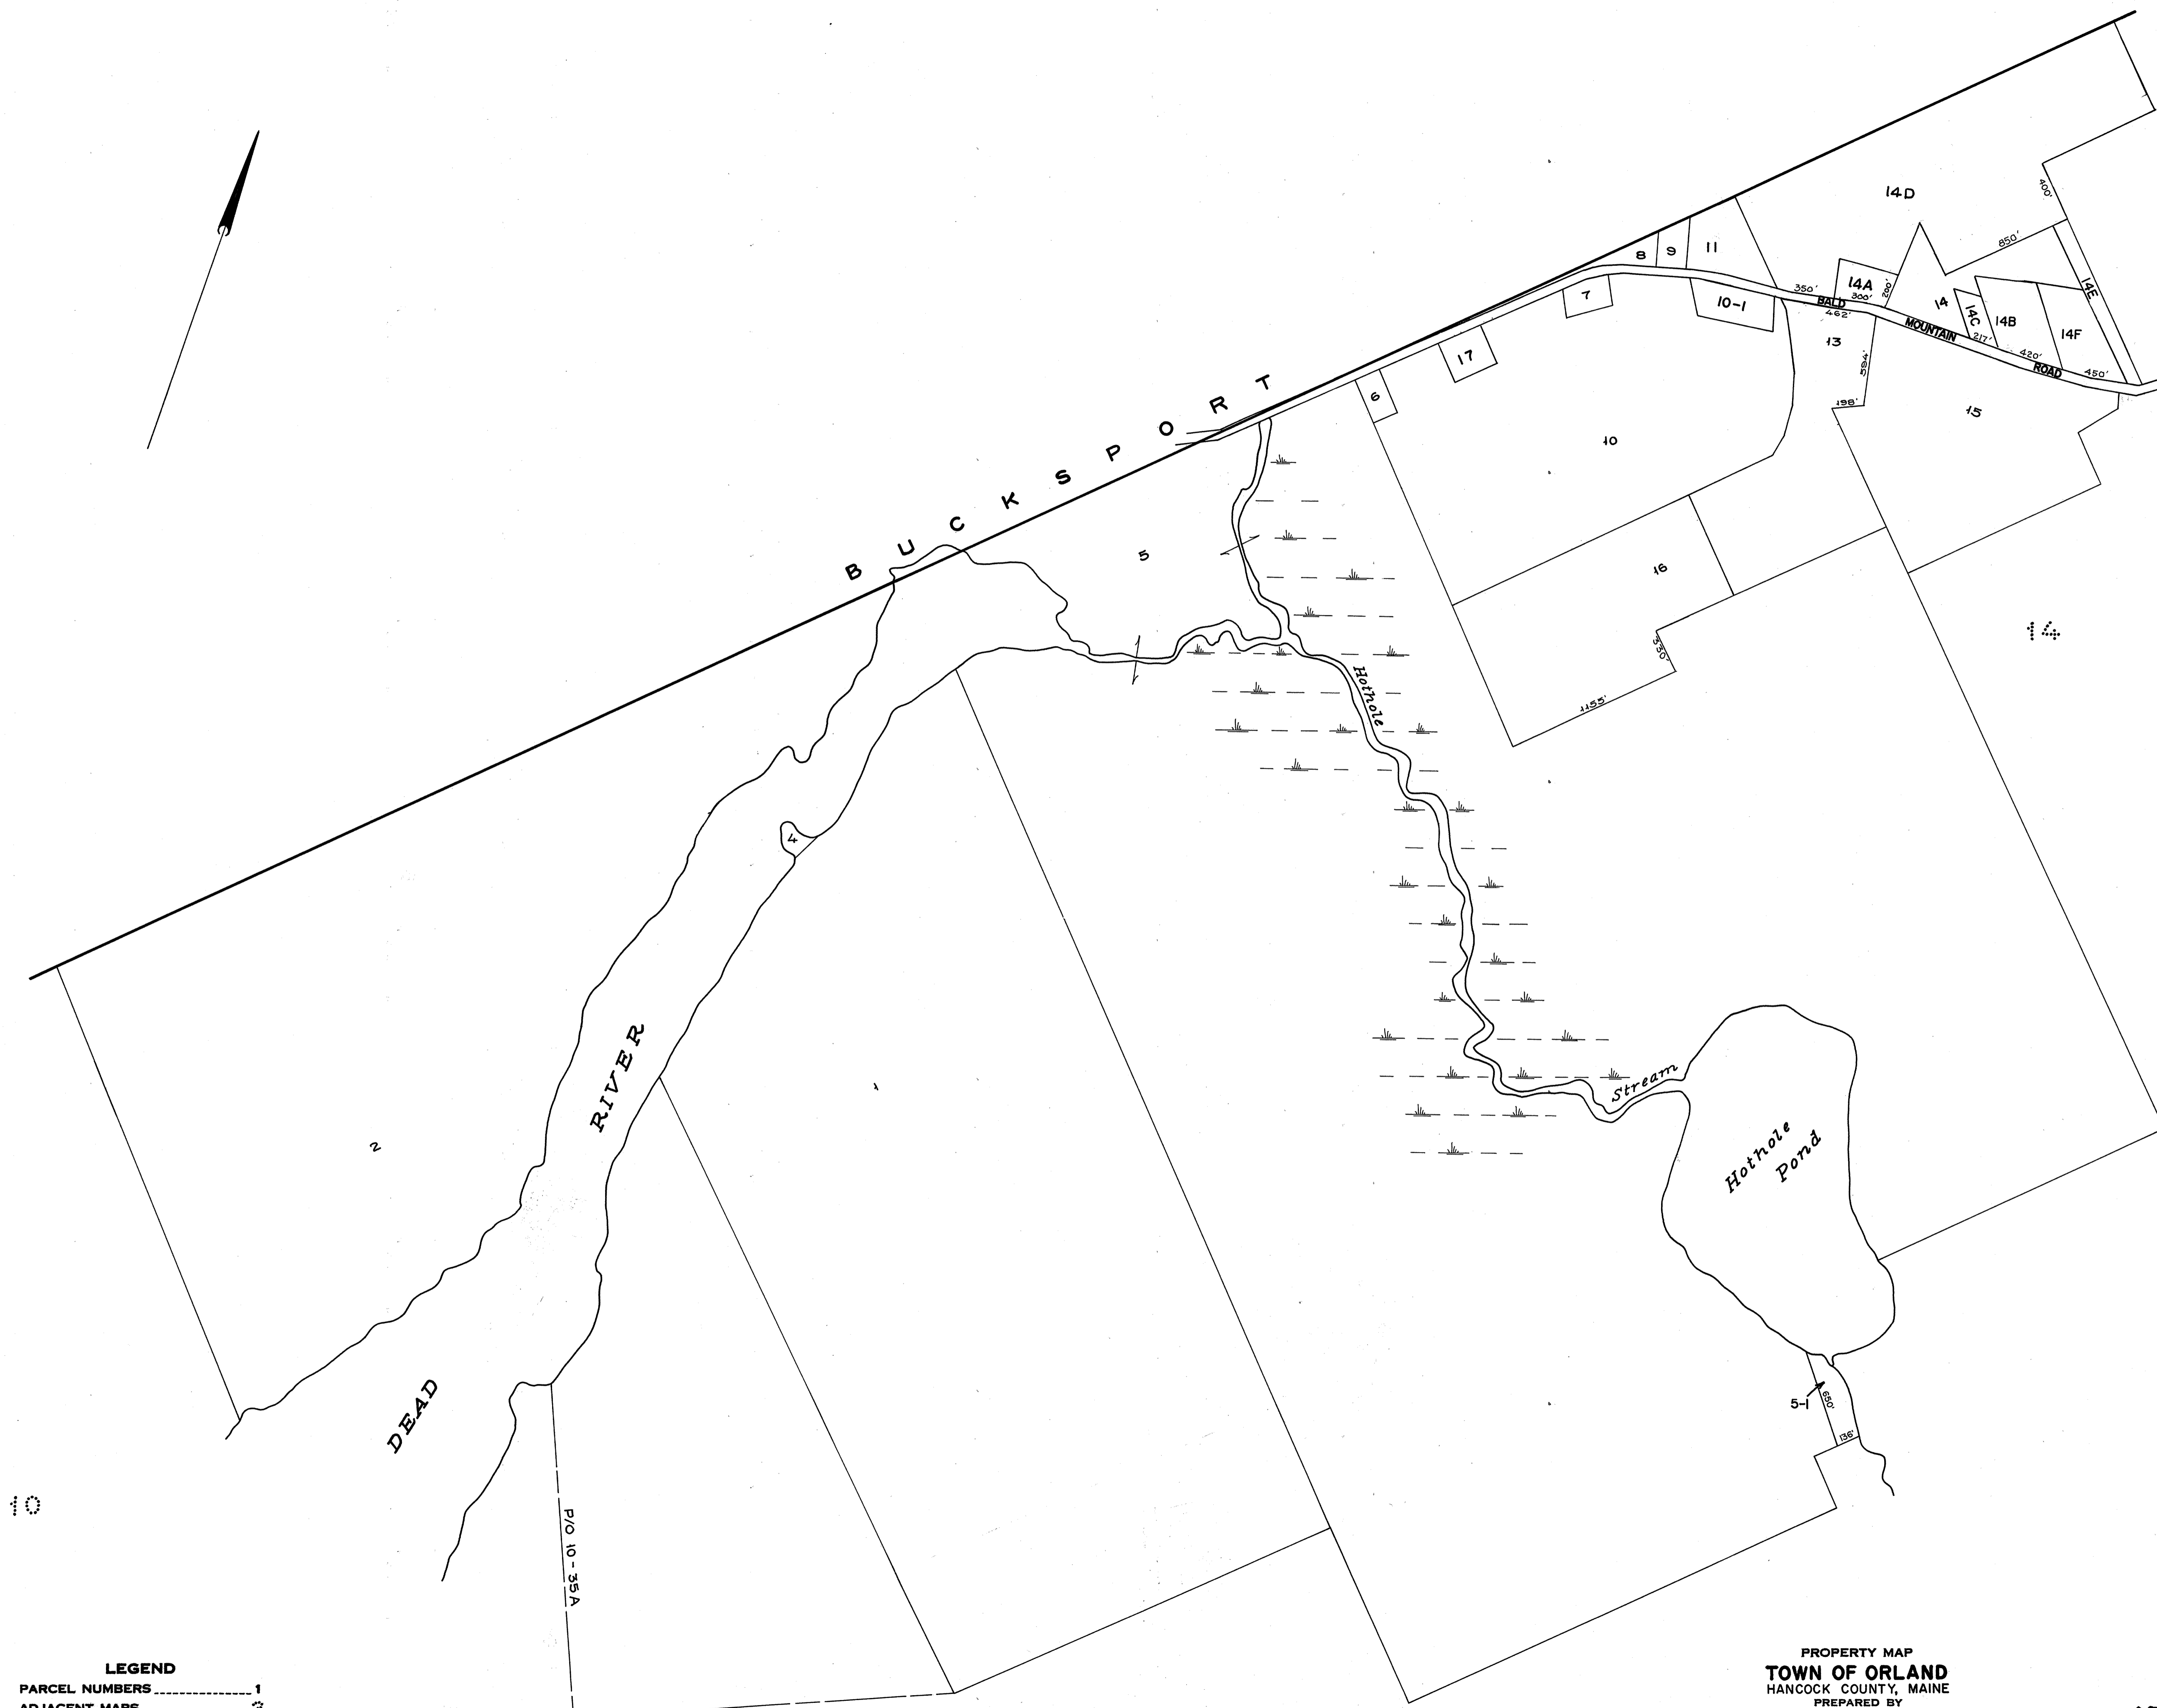 BUCKSPORT
14D
400'
850'
8
9
11
7
10-1
350'
BALD
462'
14A
300'
200'
14
14C
14B
14E
14F
MOUNTAIN
217'
420'
ROAD
450'
13
594'
198'
15
17
6
10
5
16
330'
1155'
14
Hothole
4
RIVER
1
2
Stream
Hothole
Pond
DEAD
5-1
650'
136'
10
P/O 10-35A
LEGEND
PARCEL NUMBERS 1
PROPERTY MAP
TOWN OF ORLAND
HANCOCK COUNTY, MAINE
PREPARED BY